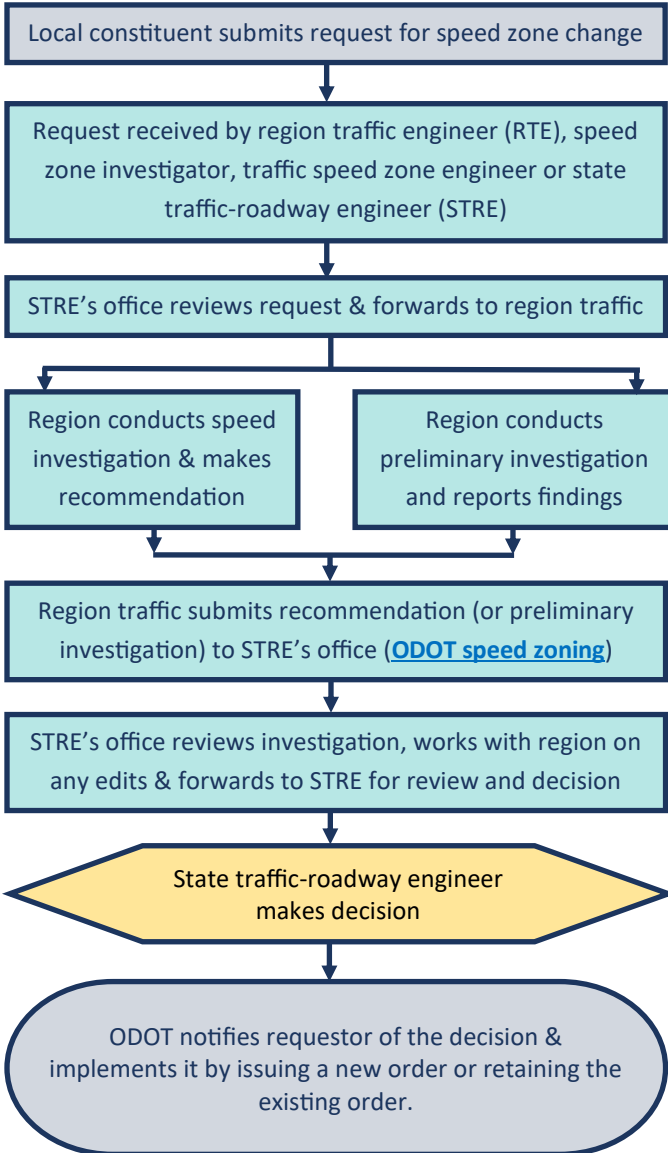 Local constituent submits request for speed zone change
Request received by region traffic engineer (RTE), speed
zone investigator, traffic speed zone engineer or state
traffic-roadway engineer (STRE)
STRE’s office reviews request & forwards to region traffic
Region conducts speed
investigation & makes
recommendation
Region conducts
preliminary investigation
and reports findings
Region traffic submits recommendation (or preliminary
investigation) to STRE’s office (ODOT speed zoning)
STRE’s office reviews investigation, works with region on
any edits & forwards to STRE for review and decision
State traffic-roadway engineer
makes decision
ODOT notifies requestor of the decision &
implements it by issuing a new order or retaining the
existing order.